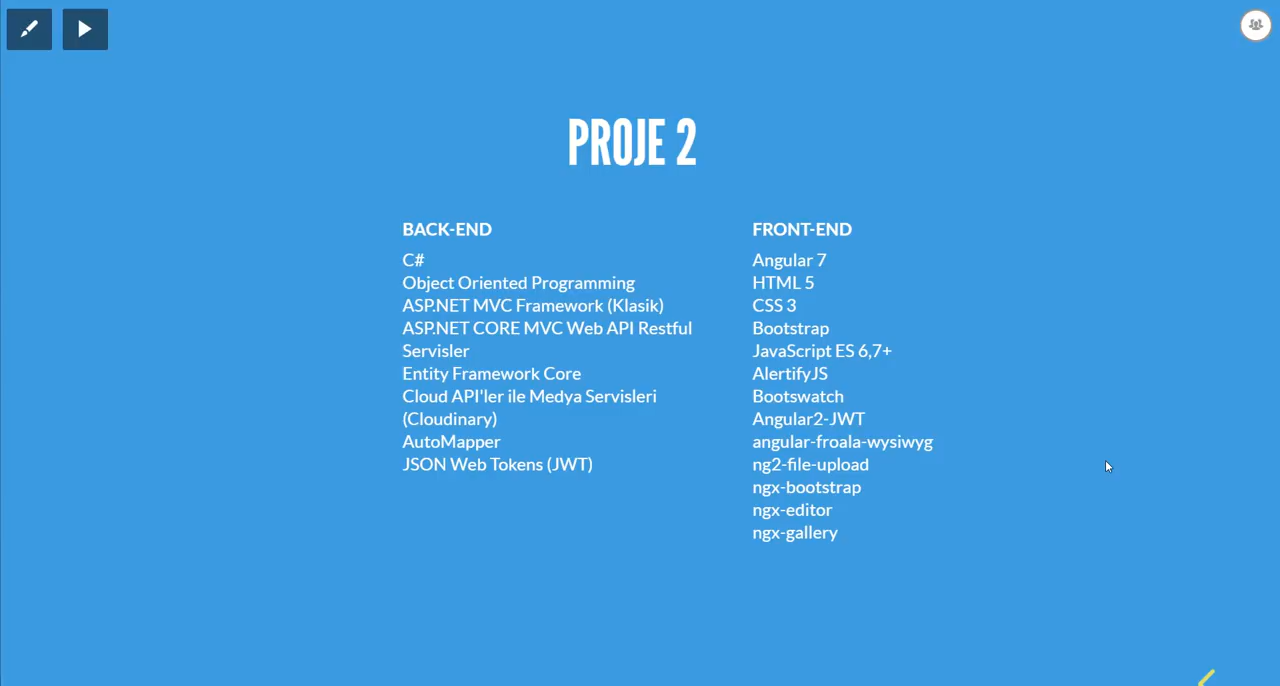 PROJE 2
BACK-END
C#
Object Oriented Programming
ASP.NET MVC Framework (Klasik)
ASP.NET CORE MVC Web API Restful
Servisler
Entity Framework Core
Cloud API'ler ile Medya Servisleri
(Cloudinary)
AutoMapper
JSON Web Tokens (JWT)
FRONT-END
Angular 7
HTML 5
CSS 3
Bootstrap
JavaScript ES 6,7+
AlertifyJS
Bootswatch
Angular2-JWT
angular-froala-wysiwyg
ng2-file-upload
ngx-bootstrap
ngx-editor
ngx-gallery